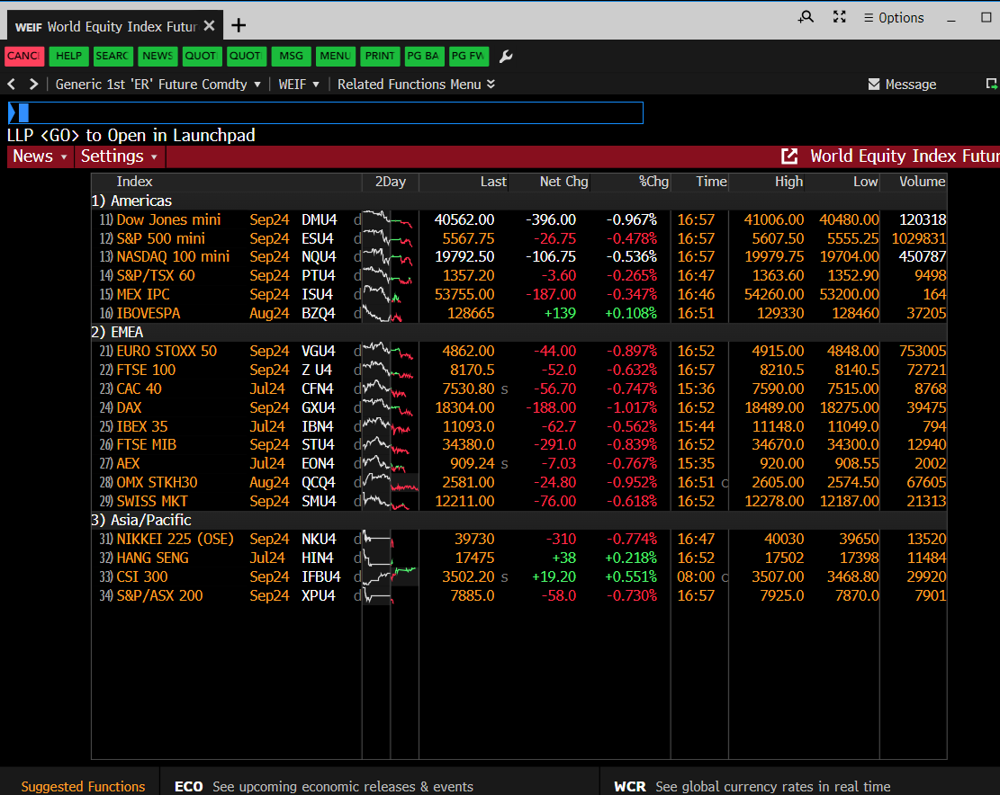 WEIF World Equity Index Futur × +
Options
CANC HELP SEARC NEWS QUOT QUOT MSG MENU PRINT PG BA PG FW
Generic 1st 'ER' Future Comdty WEIF Related Functions Menu Message
LLP <GO> to Open in Launchpad
News Settings World Equity Index Futur
Index 2Day Last Net Chg %Chg Time High Low Volume
1) Americas
11) Dow Jones mini Sep24 DMU4 d 40562.00 -396.00 -0.967% 16:57 41006.00 40480.00 120318
12) S&P 500 mini Sep24 ESU4 d 5567.75 -26.75 -0.478% 16:57 5607.50 5555.25 1029831
13) NASDAQ 100 mini Sep24 NQU4 d 19792.50 -106.75 -0.536% 16:57 19979.75 19704.00 450787
14) S&P/TSX 60 Sep24 PTU4 d 1357.20 -3.60 -0.265% 16:47 1363.60 1352.90 9498
15) MEX IPC Sep24 ISU4 d 53755.00 -187.00 -0.347% 16:46 54260.00 53200.00 164
16) IBOVESPA Aug24 BZQ4 d 128665 +139 +0.108% 16:51 129330 128460 37205
2) EMEA
21) EURO STOXX 50 Sep24 VGU4 d 4862.00 -44.00 -0.897% 16:52 4915.00 4848.00 753005
22) FTSE 100 Sep24 Z U4 d 8170.5 -52.0 -0.632% 16:57 8210.5 8140.5 72721
23) CAC 40 Jul24 CFN4 d 7530.80 s -56.70 -0.747% 15:36 7590.00 7515.00 8768
24) DAX Sep24 GXU4 d 18304.00 -188.00 -1.017% 16:52 18489.00 18275.00 39475
25) IBEX 35 Jul24 IBN4 d 11093.0 -62.7 -0.562% 15:44 11148.0 11049.0 794
26) FTSE MIB Sep24 STU4 d 34380.0 -291.0 -0.839% 16:52 34670.0 34300.0 12940
27) AEX Jul24 EON4 d 909.24 s -7.03 -0.767% 15:35 920.00 908.55 2002
28) OMX STKH30 Aug24 QCQ4 d 2581.00 -24.80 -0.952% 16:51 c 2605.00 2574.50 67605
29) SWISS MKT Sep24 SMU4 d 12211.00 -76.00 -0.618% 16:52 12278.00 12187.00 21313
3) Asia/Pacific
31) NIKKEI 225 (OSE) Sep24 NKU4 d 39730 -310 -0.774% 16:47 40030 39650 13520
32) HANG SENG Jul24 HIN4 d 17475 +38 +0.218% 16:57 17502 17398 11484
33) CSI 300 Sep24 IFBU4 d 3502.20 s +19.20 +0.551% 08:00 c 3507.00 3468.80 29920
34) S&P/ASX 200 Sep24 XPU4 d 7885.0 -58.0 -0.730% 16:57 7925.0 7870.0 7901
Suggested Functions ECO See upcoming economic releases & events WCR See global currency rates in real time